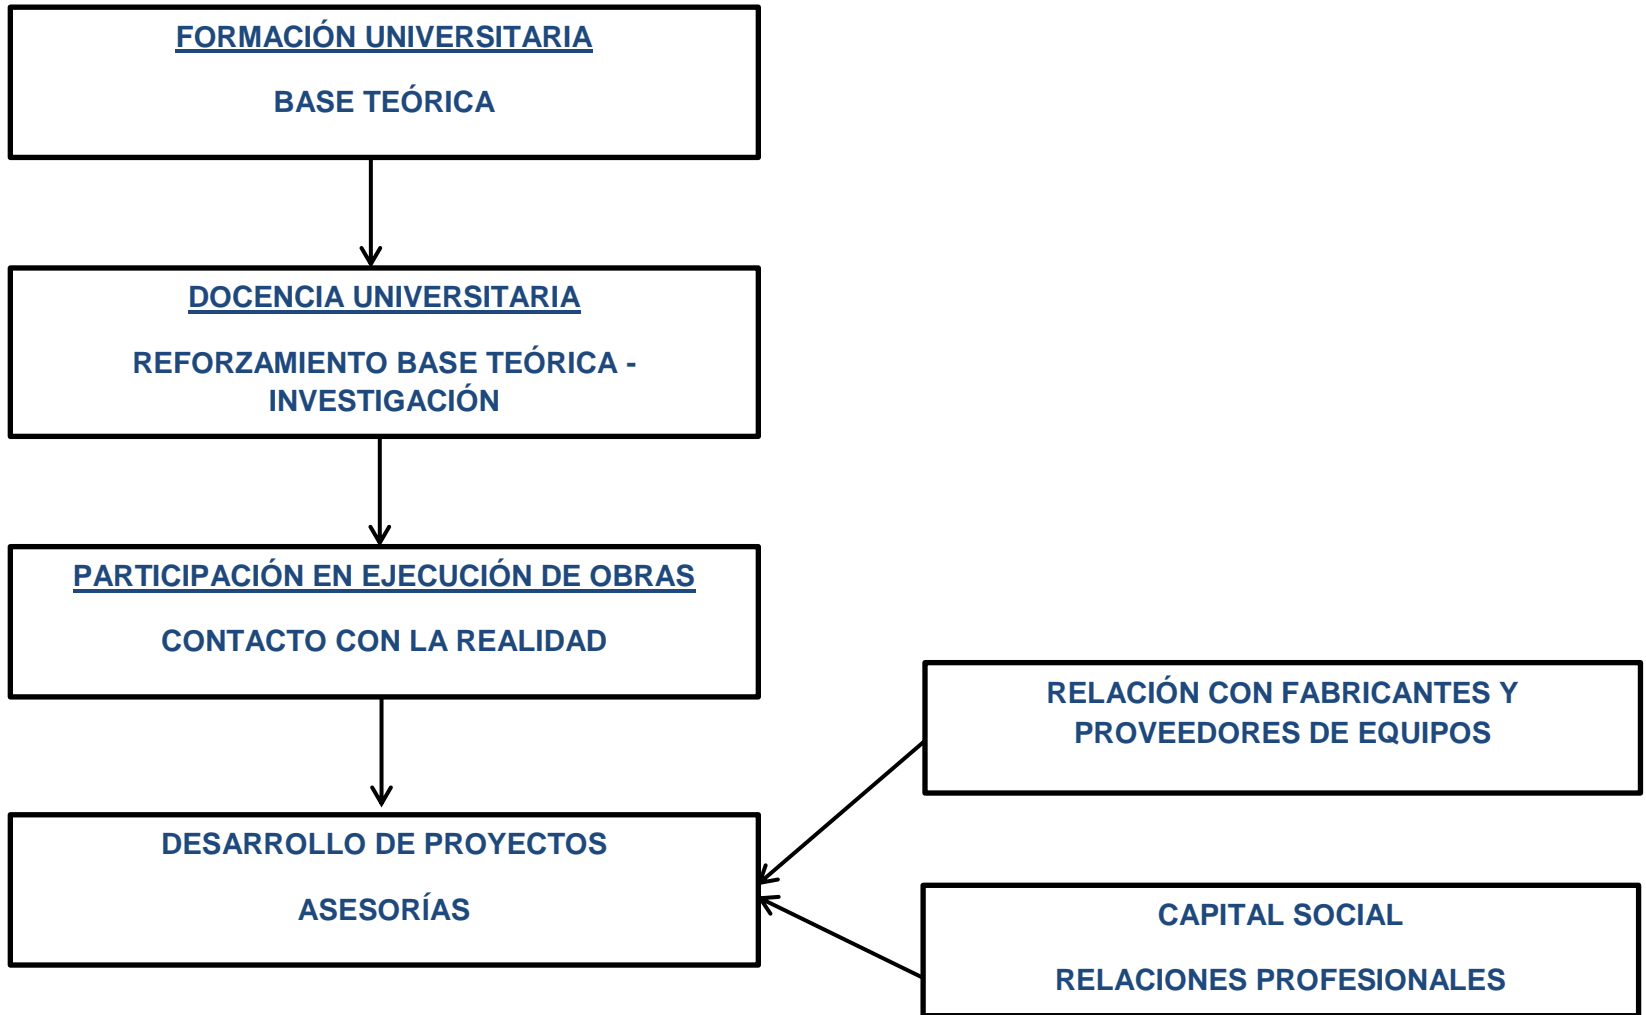 FORMACIÓN UNIVERSITARIA
BASE TEÓRICA
DOCENCIA UNIVERSITARIA
REFORZAMIENTO BASE TEÓRICA -
INVESTIGACIÓN
PARTICIPACIÓN EN EJECUCIÓN DE OBRAS
CONTACTO CON LA REALIDAD
DESARROLLO DE PROYECTOS
ASESORÍAS
RELACIÓN CON FABRICANTES Y
PROVEEDORES DE EQUIPOS
CAPITAL SOCIAL
RELACIONES PROFESIONALES